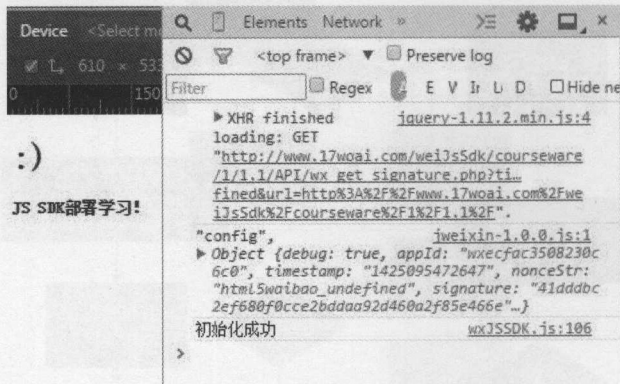 Device <Select mo
610 × 533
0 150
:)
JS SDK部署学习!
Elements Network »
<top frame> ▼ Preserve log
Filter Regex A E V Ir L D Hide ne
▶XHR finished jquery-1.11.2.min.js:4
loading: GET
"http://www.17woai.com/weiJsSdk/courseware
/1/1.1/API/wx_get_signature.php?ti…
fined&url=http%3A%2F%2Fwww.17woai.com%2Fwe
iJsSdk%2Fcourseware%2F1%2F1.1%2F".
"config", jweixin-1.0.0.js:1
▶Object {debug: true, appId: "wxecfac3508230c
6c0", timestamp: "1425095472647", nonceStr:
"html5waibao_undefined", signature: "41dddbc
2ef680f0cce2bddaa92d460a2f85e466e"…}
初始化成功 wxJSSDK.js:106
>